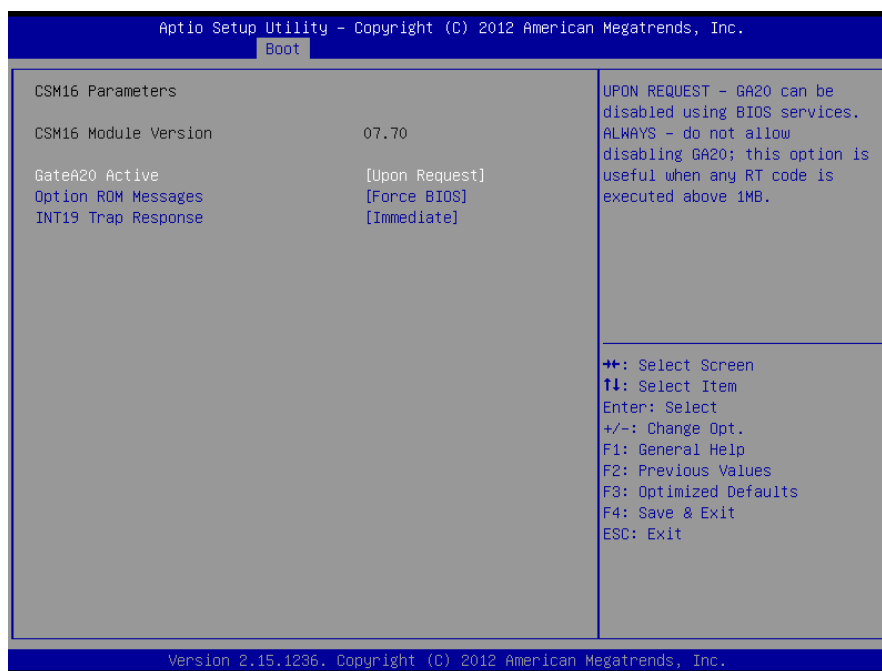 Aptio Setup Utility – Copyright (C) 2012 American Megatrends, Inc.
Boot
CSM16 Parameters
CSM16 Module Version 07.70
GateA20 Active [Upon Request]
Option ROM Messages [Force BIOS]
INT19 Trap Response [Immediate]
UPON REQUEST – GA20 can be
disabled using BIOS services.
ALWAYS – do not allow
disabling GA20; this option is
useful when any RT code is
executed above 1MB.
→←: Select Screen
↑↓: Select Item
Enter: Select
+/-: Change Opt.
F1: General Help
F2: Previous Values
F3: Optimized Defaults
F4: Save & Exit
ESC: Exit
Version 2.15.1236. Copyright (C) 2012 American Megatrends, Inc.